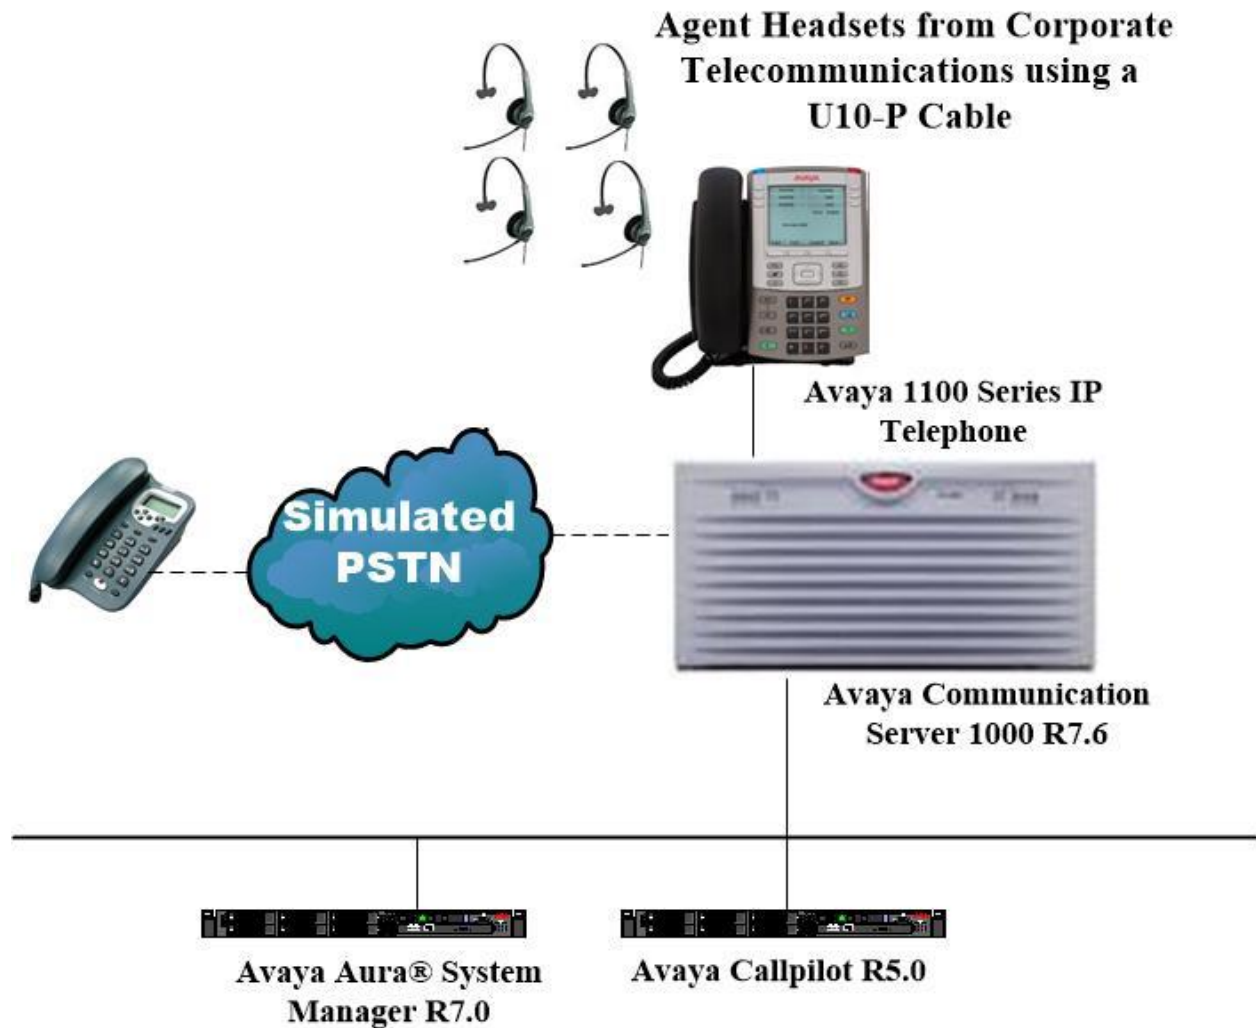 Agent Headsets from Corporate
Telecommunications using a
U10-P Cable
AVAYA
Avaya 1100 Series IP
Telephone
Simulated
PSTN
Avaya Communication
Server 1000 R7.6
Avaya Aura® System
Manager R7.0
Avaya Callpilot R5.0